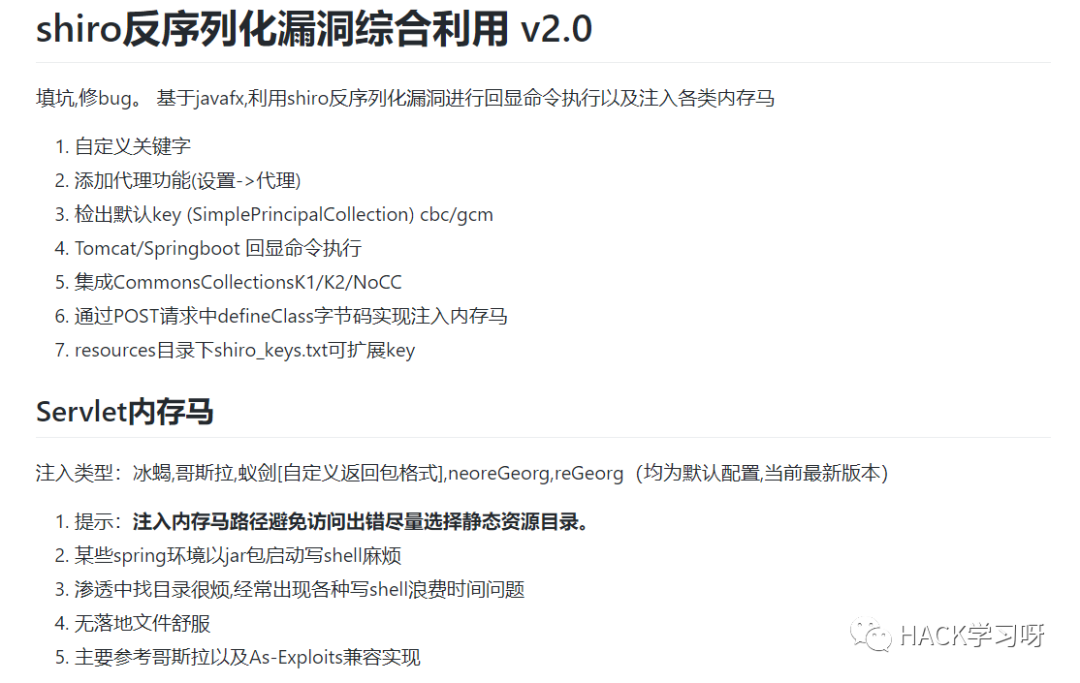 shiro反序列化漏洞综合利用 v2.0
填坑,修bug。 基于javafx,利用shiro反序列化漏洞进行回显命令执行以及注入各类内存马
1. 自定义关键字
2. 添加代理功能(设置->代理)
3. 检出默认key (SimplePrincipalCollection) cbc/gcm
4. Tomcat/Springboot 回显命令执行
5. 集成CommonsCollectionsK1/K2/NoCC
6. 通过POST请求中defineClass字节码实现注入内存马
7. resources目录下shiro_keys.txt可扩展key
Servlet内存马
注入类型：冰蝎,哥斯拉,蚁剑[自定义返回包格式],neoreGeorg,reGeorg（均为默认配置,当前最新版本）
1. 提示：注入内存马路径避免访问出错尽量选择静态资源目录。
2. 某些spring环境以jar包启动写shell麻烦
3. 渗透中找目录很烦,经常出现各种写shell浪费时间问题
4. 无落地文件舒服
5. 主要参考哥斯拉以及As-Exploits兼容实现
HACK学习呀